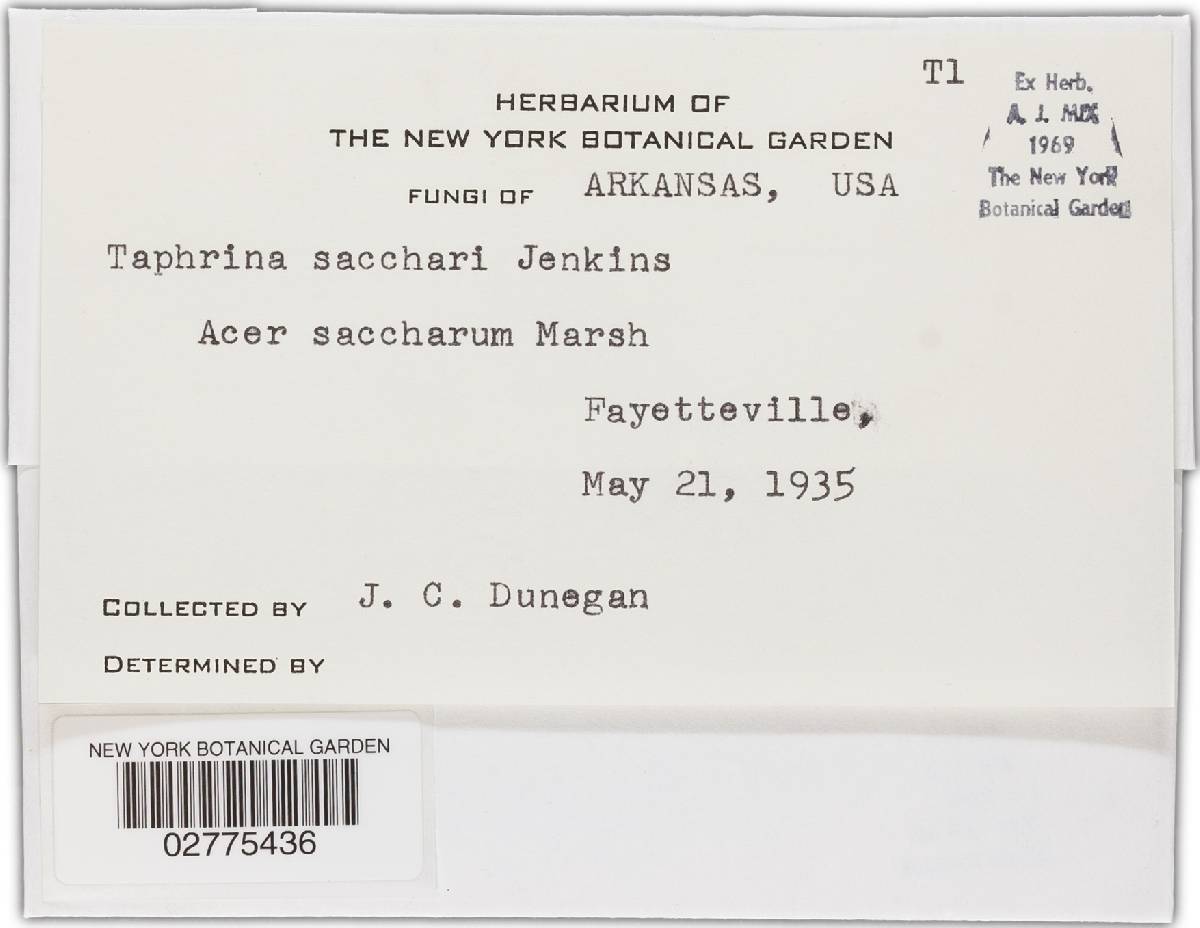 T1
Ex Herb.
A. J. MIX
1969
The New York
Botanical Garden
HERBARIUM OF
THE NEW YORK BOTANICAL GARDEN
FUNGI OF ARKANSAS, USA
Taphrina sacchari Jenkins
Acer saccharum Marsh
Fayetteville,
May 21, 1935
COLLECTED BY J. C. Dunegan
DETERMINED BY
NEW YORK BOTANICAL GARDEN
02775436